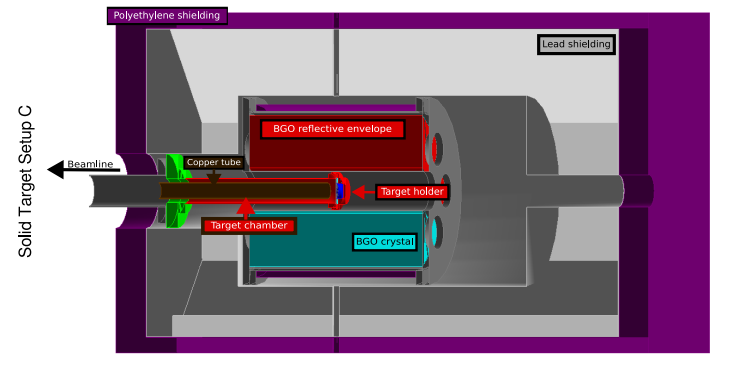 Polyethylene shielding
Lead shielding
BGO reflective envelope
Solid Target Setup C
Beamline
Copper tube
Target holder
Target chamber
BGO crystal